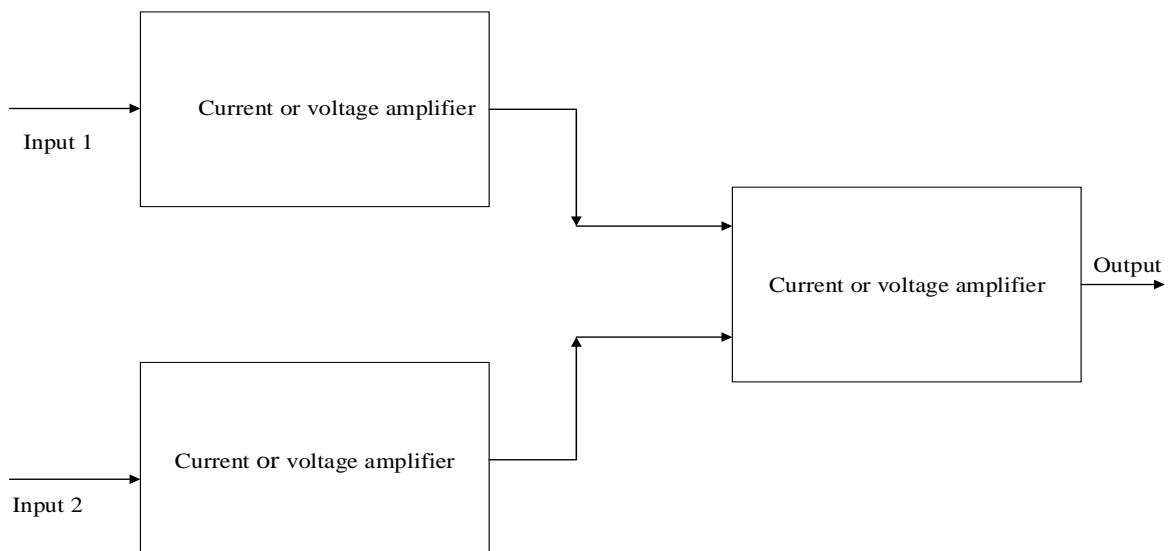 Current or voltage amplifier
Input 1
Current or voltage amplifier
Output
Current or voltage amplifier
Input 2